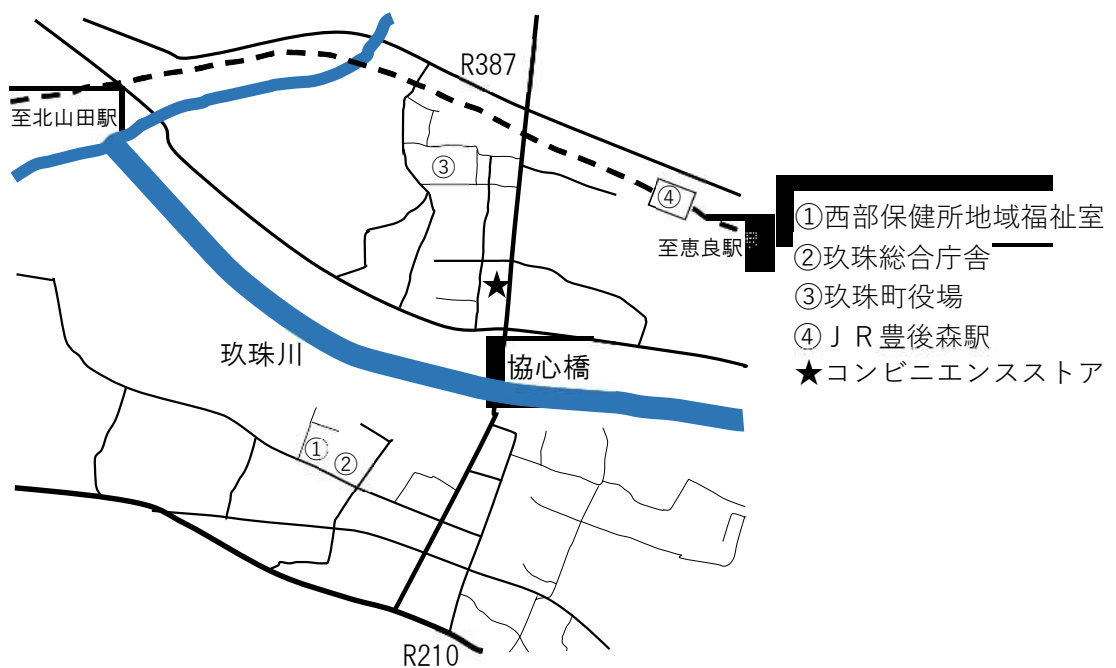 R387
至北山田駅
③
④
①西部保健所地域福祉室
至恵良駅
②玖珠総合庁舎
★
③玖珠町役場
④ＪＲ豊後森駅
玖珠川
協心橋
★コンビニエンスストア
①
②
R210